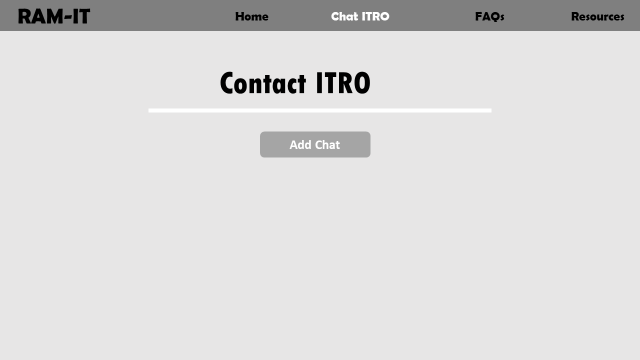 RAM-IT Home Chat ITRO FAQs Resources
Contact ITRO
Add Chat